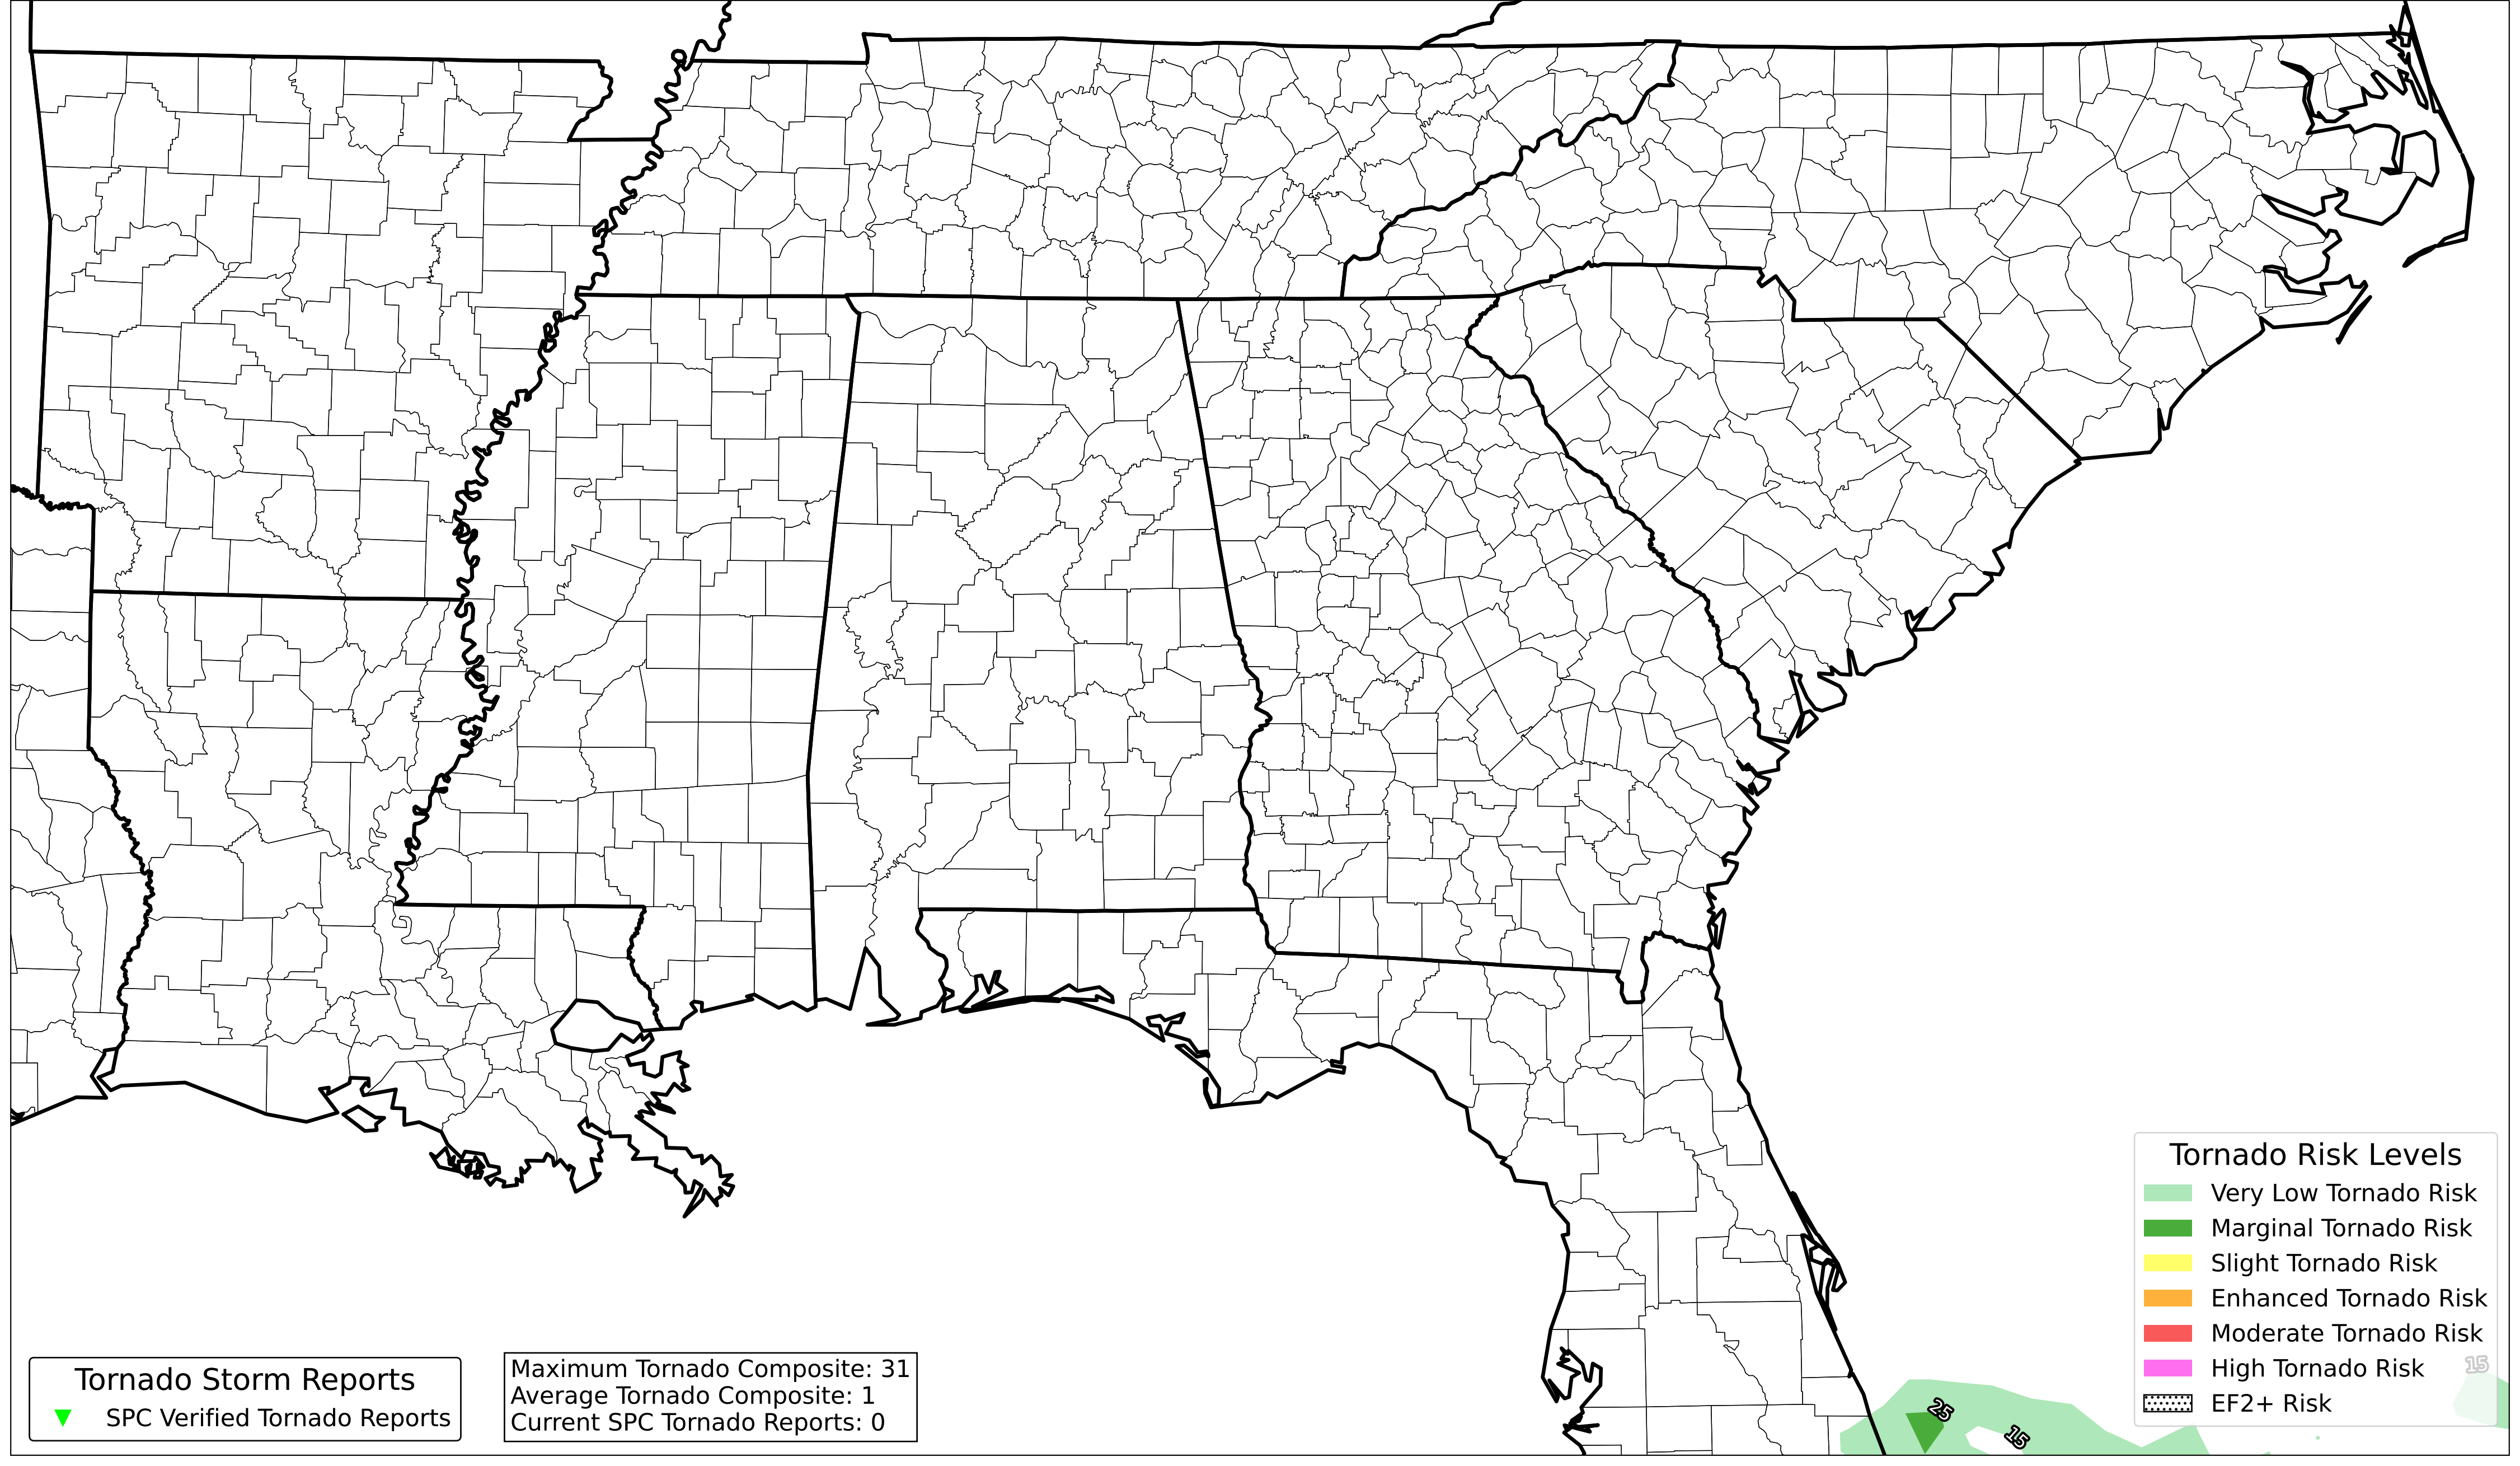 Tornado Risk Levels
Very Low Tornado Risk
Marginal Tornado Risk
Slight Tornado Risk
Enhanced Tornado Risk
Moderate Tornado Risk
High Tornado Risk
EF2+ Risk
15
25
15
Tornado Storm Reports
SPC Verified Tornado Reports
Maximum Tornado Composite: 31
Average Tornado Composite: 1
Current SPC Tornado Reports: 0